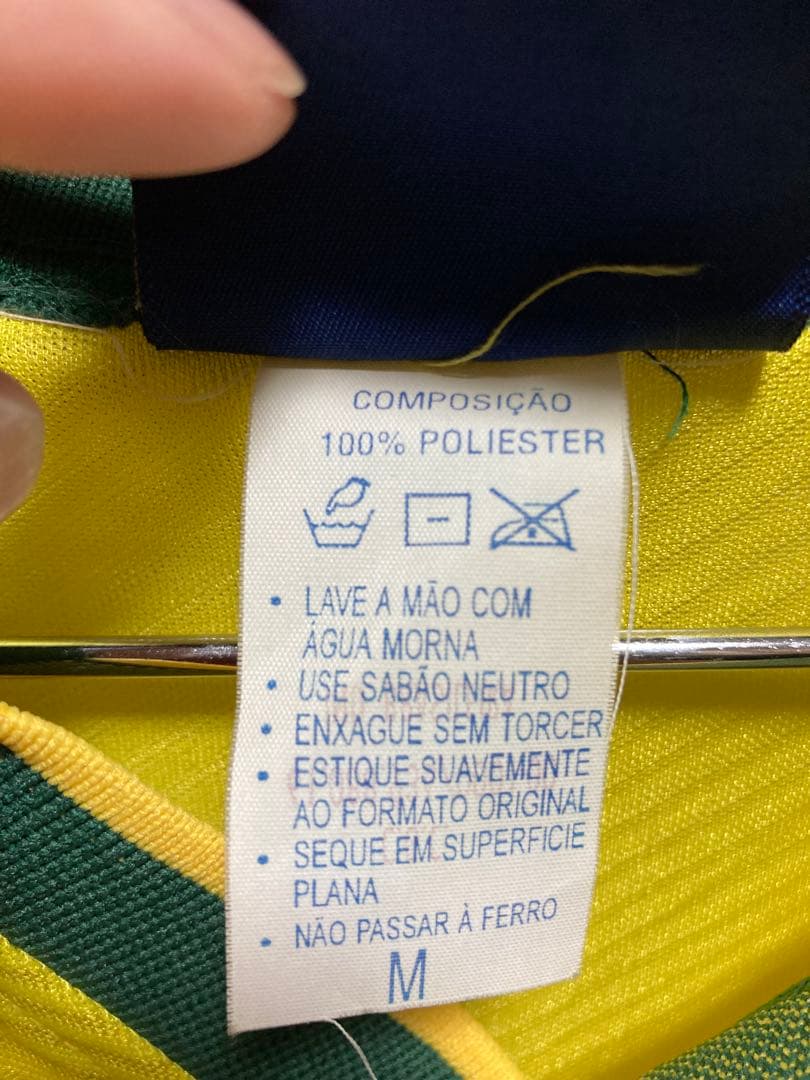 COMPOSIÇÃO
100% POLIESTER
• LAVE A MÃO COM
ÁGUA MORNA
• USE SABÃO NEUTRO
• ENXAGUE SEM TORCER
• ESTIQUE SUAVEMENTE
AO FORMATO ORIGINAL
• SEQUE EM SUPERFICIE
PLANA
• NÃO PASSAR À FERRO
M